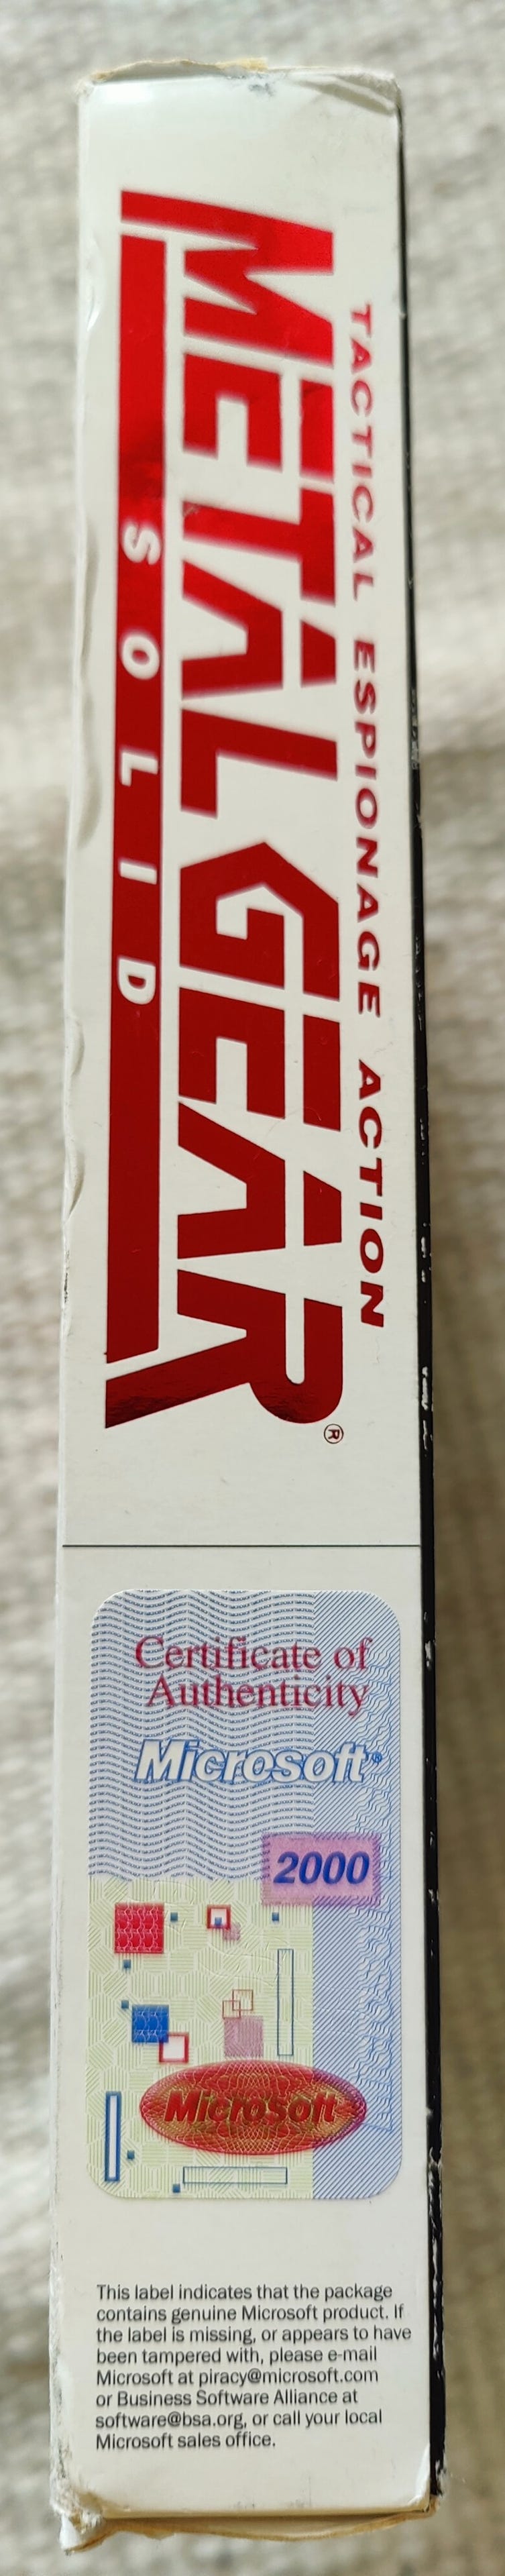 TACTICAL ESPIONAGE ACTION
METAL GEAR®
SOLID
Certificate of
Authenticity
Microsoft®
2000
Microsoft
This label indicates that the package
contains genuine Microsoft product. If
the label is missing, or appears to have
been tampered with, please e-mail
Microsoft at piracy@microsoft.com
or Business Software Alliance at
software@bsa.org, or call your local
Microsoft sales office.